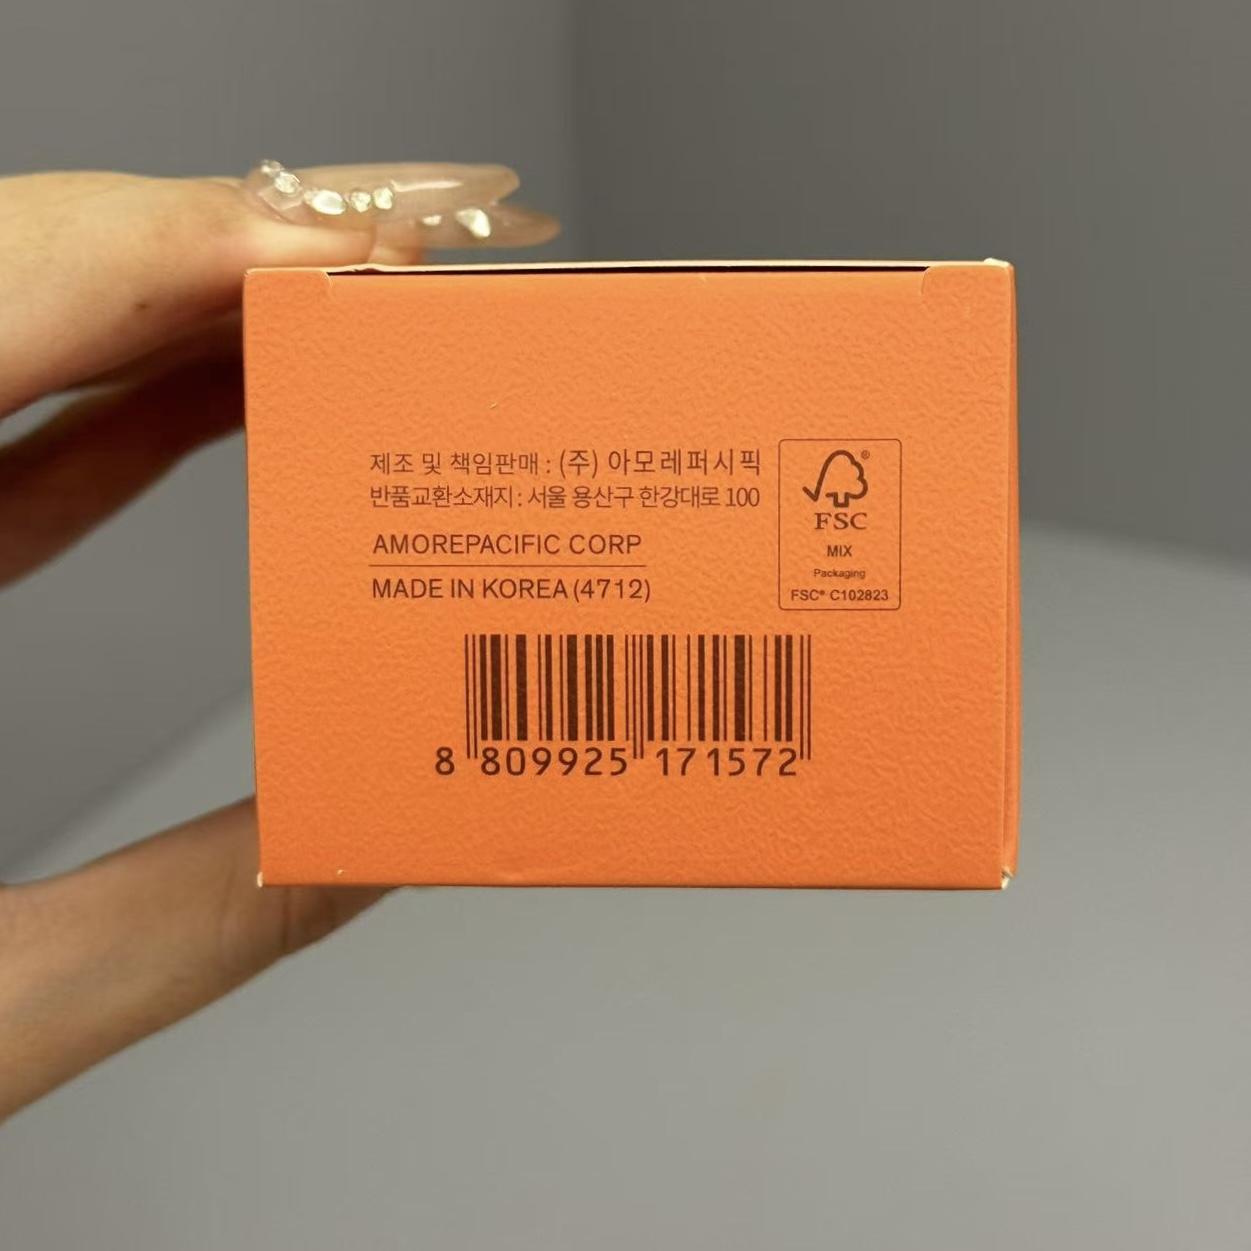 제조 및 책임판매 : (주) 아모레퍼시픽
반품교환소재지 : 서울 용산구 한강대로 100
AMOREPACIFIC CORP
MADE IN KOREA (4712)
®
FSC
MIX
Packaging
FSC® C102823
8 809925 171572